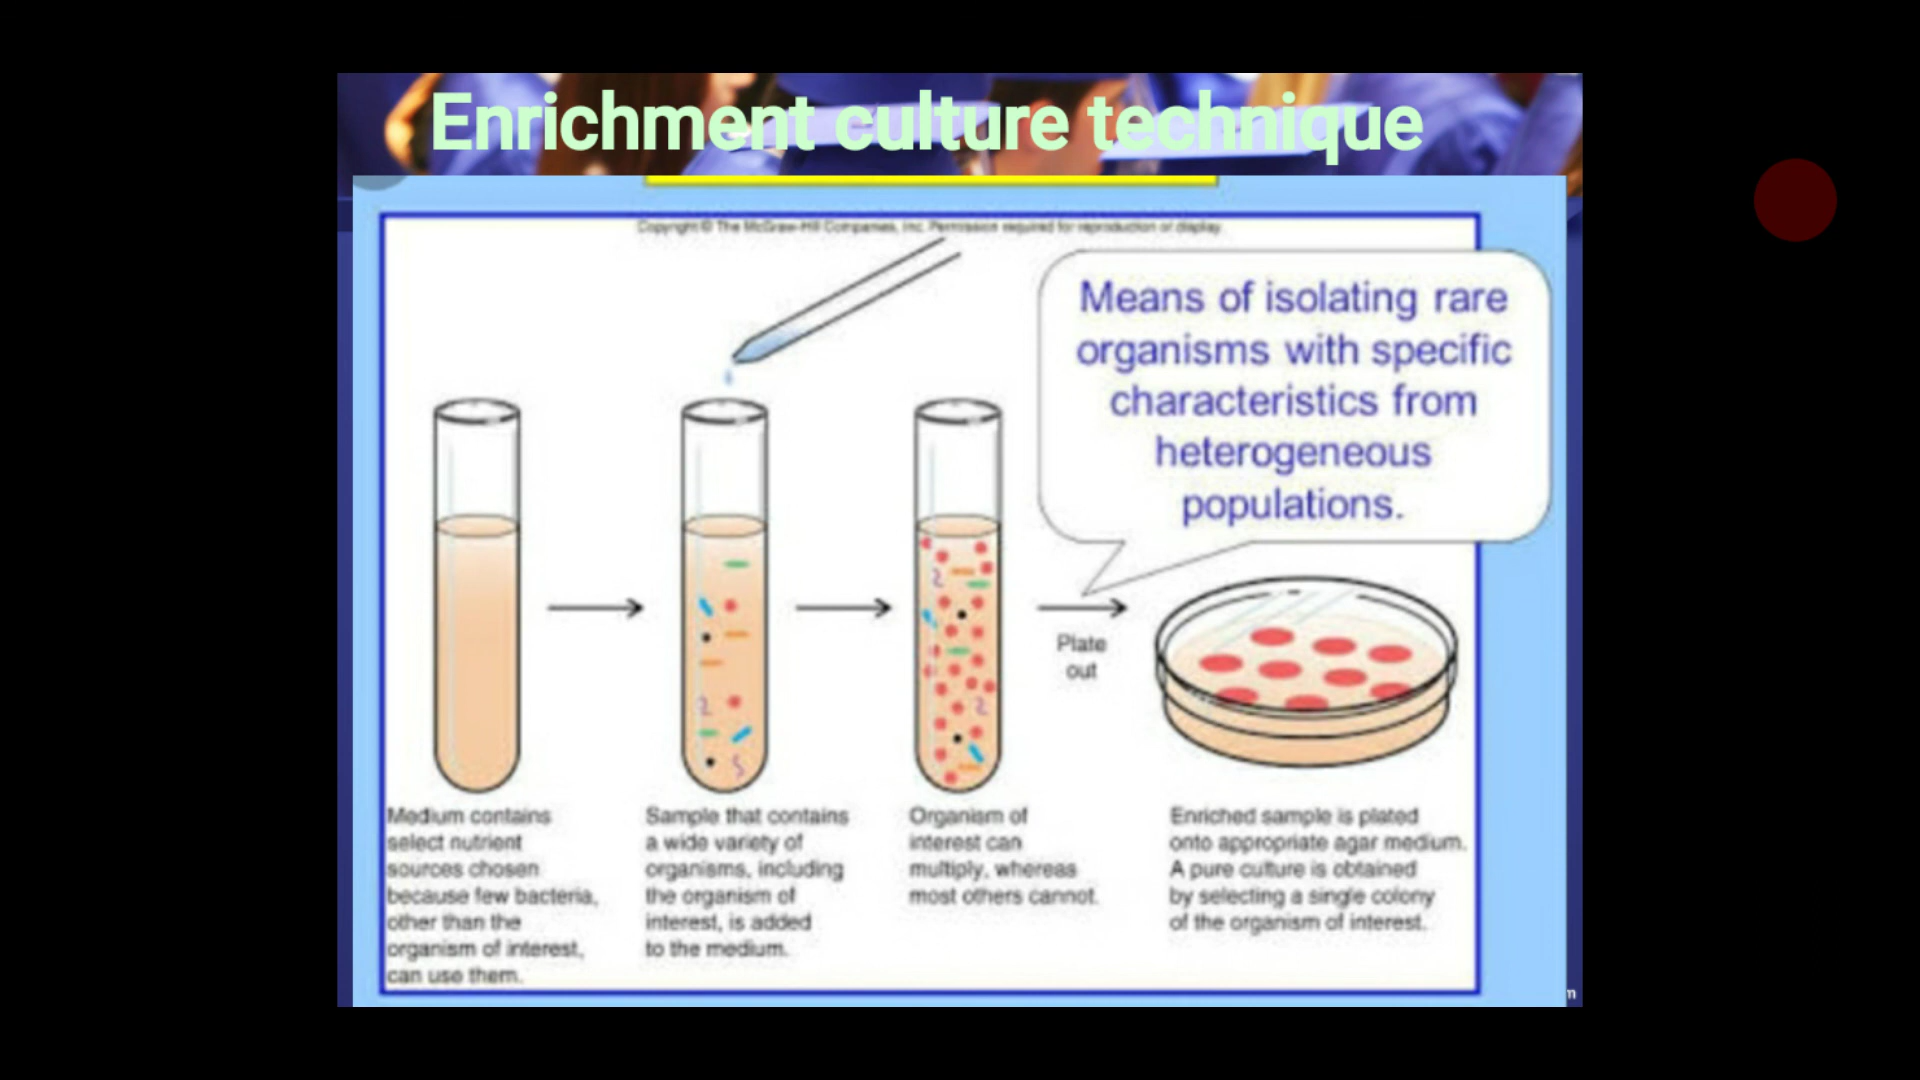 Enrichment culture technique
Copyright © The McGraw-Hill Companies, Inc. Permission required for reproduction or display.
Means of isolating rare
organisms with specific
characteristics from
heterogeneous
populations.
Plate
out
Medium contains
select nutrient
sources chosen
because few bacteria,
other than the
organism of interest,
can use them.
Sample that contains
a wide variety of
organisms, including
the organism of
interest, is added
to the medium.
Organism of
interest can
multiply, whereas
most others cannot.
Enriched sample is plated
onto appropriate agar medium.
A pure culture is obtained
by selecting a single colony
of the organism of interest.